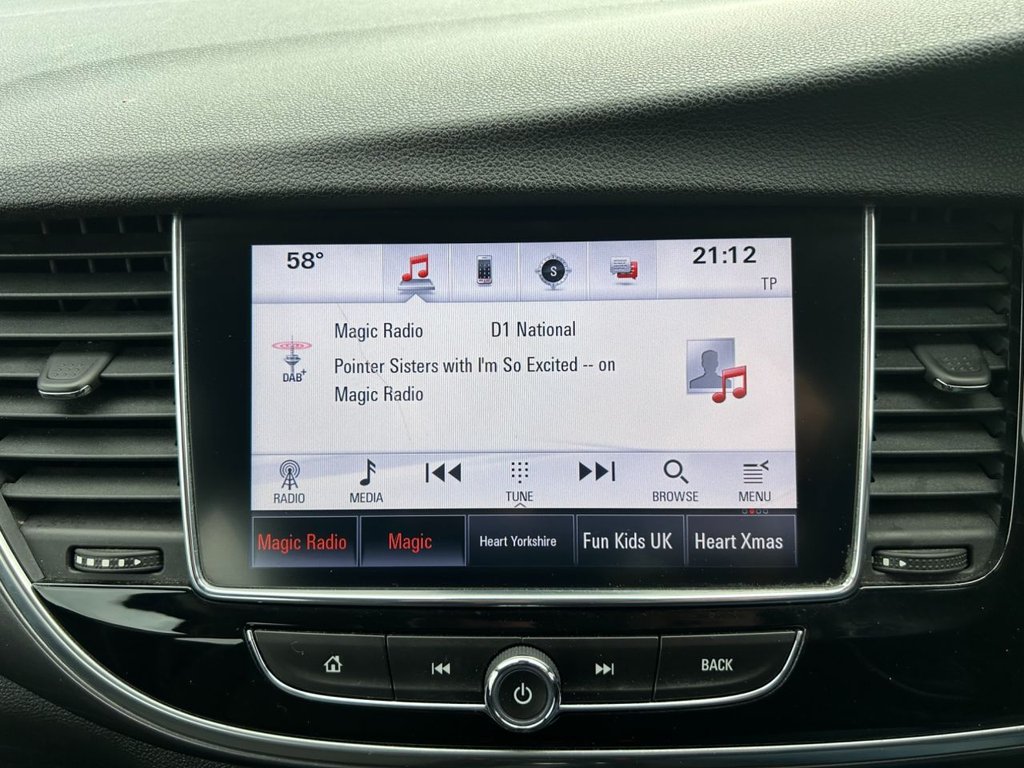 58°
S
21:12
TP
Magic Radio D1 National
DAB+
Pointer Sisters with I'm So Excited -- on
Magic Radio
RADIO MEDIA TUNE BROWSE MENU
Magic Radio Magic Heart Yorkshire Fun Kids UK Heart Xmas
BACK